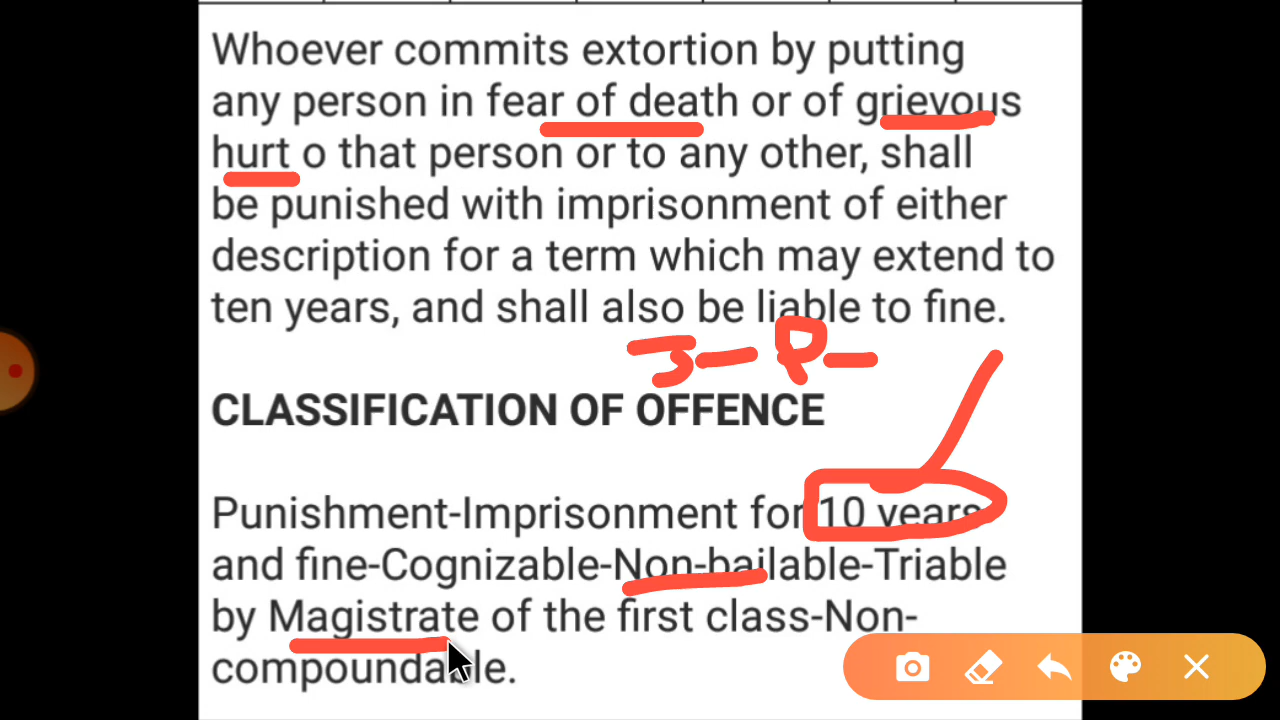 Whoever commits extortion by putting
any person in fear of death or of grievous
hurt o that person or to any other, shall
be punished with imprisonment of either
description for a term which may extend to
ten years, and shall also be liable to fine.
CLASSIFICATION OF OFFENCE
Punishment-Imprisonment for 10 years
and fine-Cognizable-Non-bailable-Triable
by Magistrate of the first class-Non-
compoundable.